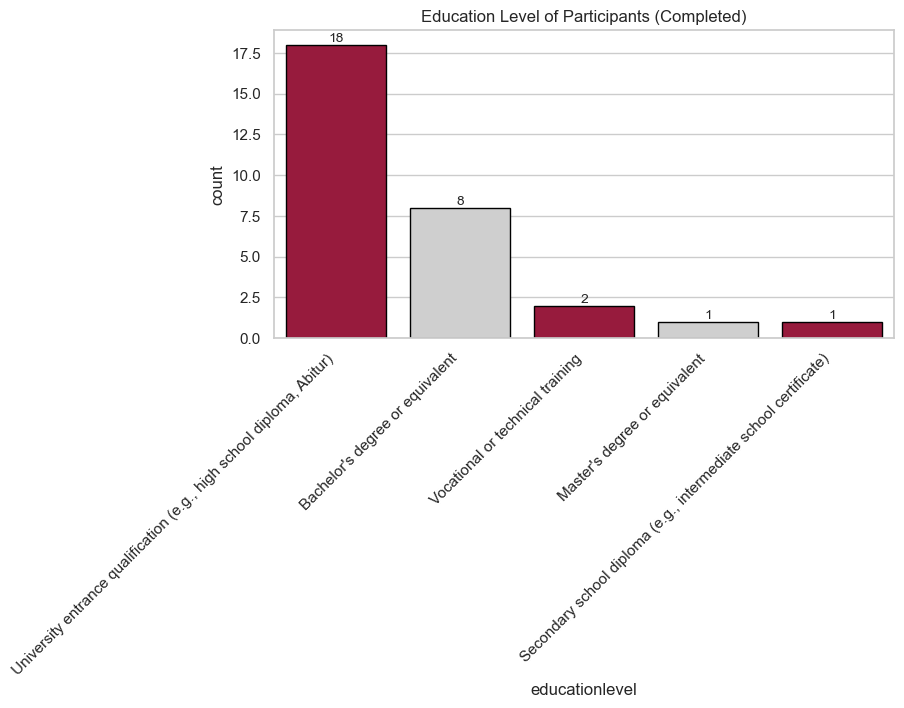 Education Level of Participants (Completed)
18
17.5
15.0
12.5
10.0
8
7.5
5.0
2.5
2
1
1
0.0
count
University entrance qualification (e.g., high school diploma, Abitur)
Bachelor's degree or equivalent
Vocational or technical training
Master's degree or equivalent
Secondary school diploma (e.g., intermediate school certificate)
educationlevel